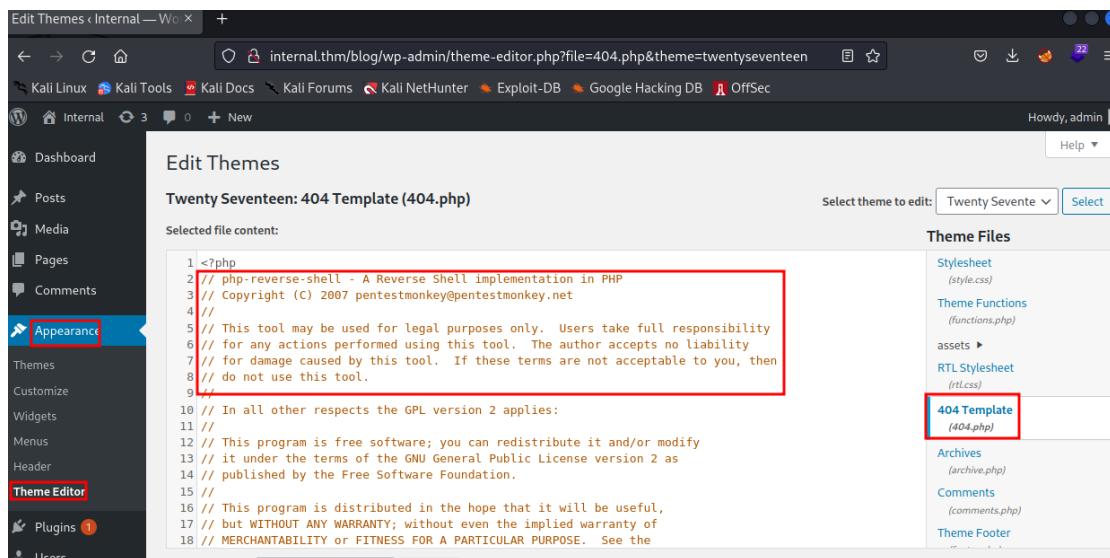 Edit Themes ‹ Internal — Wo
internal.thm/blog/wp-admin/theme-editor.php?file=404.php&theme=twentyseventeen
22
Kali Linux Kali Tools Kali Docs Kali Forums Kali NetHunter Exploit-DB Google Hacking DB OffSec
Internal 3 0 + New Howdy, admin
Help
Dashboard
Posts
Media
Pages
Comments
Appearance
Themes
Customize
Widgets
Menus
Header
Theme Editor
Plugins 1
Users
Edit Themes
Twenty Seventeen: 404 Template (404.php)
Select theme to edit: Twenty Sevente Select
Selected file content:
1 <?php
2 // php-reverse-shell - A Reverse Shell implementation in PHP
3 // Copyright (C) 2007 pentestmonkey@pentestmonkey.net
4 //
5 // This tool may be used for legal purposes only.  Users take full responsibility
6 // for any actions performed using this tool.  The author accepts no liability
7 // for damage caused by this tool.  If these terms are not acceptable to you, then
8 // do not use this tool.
9 //
10 // In all other respects the GPL version 2 applies:
11 //
12 // This program is free software; you can redistribute it and/or modify
13 // it under the terms of the GNU General Public License version 2 as
14 // published by the Free Software Foundation.
15 //
16 // This program is distributed in the hope that it will be useful,
17 // but WITHOUT ANY WARRANTY; without even the implied warranty of
18 // MERCHANTABILITY or FITNESS FOR A PARTICULAR PURPOSE.  See the
Theme Files
Stylesheet
(style.css)
Theme Functions
(functions.php)
assets
RTL Stylesheet
(rtl.css)
404 Template
(404.php)
Archives
(archive.php)
Comments
(comments.php)
Theme Footer